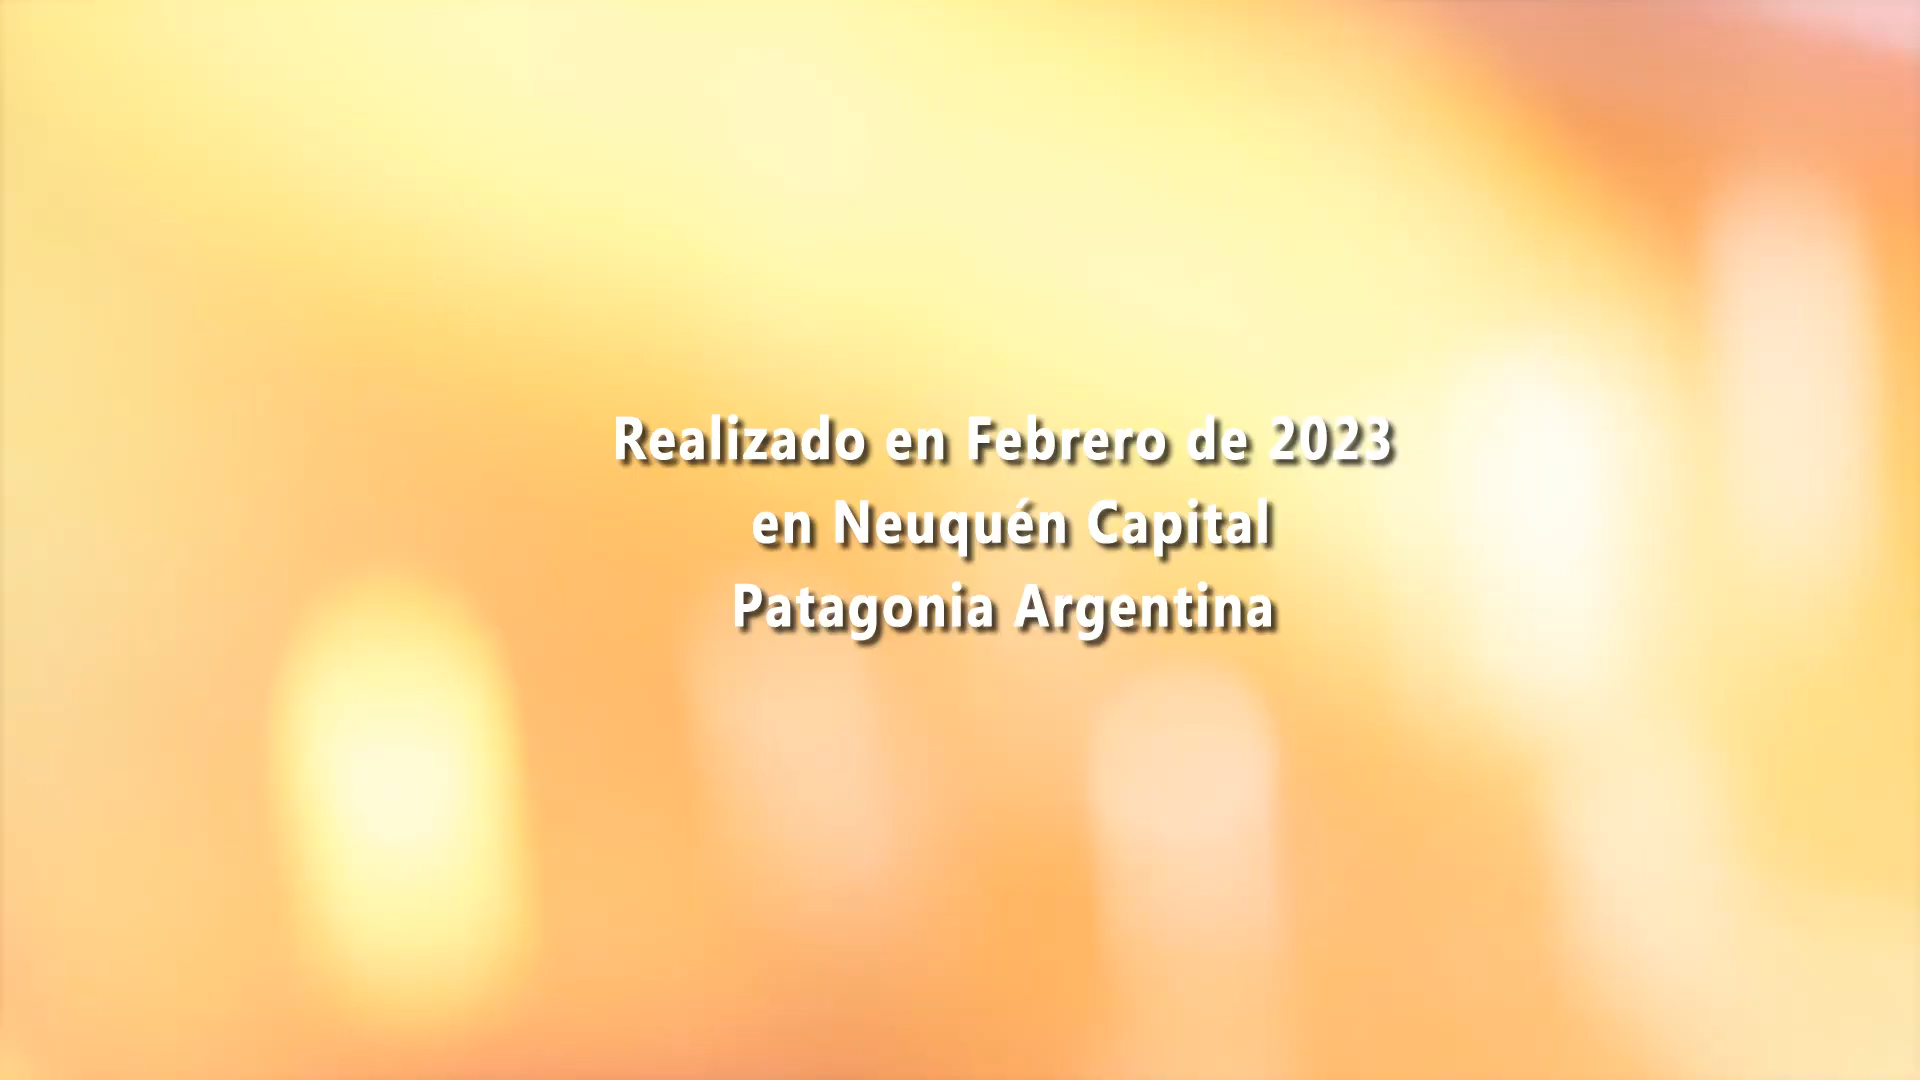 Realizado en Febrero de 2023
en Neuquén Capital
Patagonia Argentina